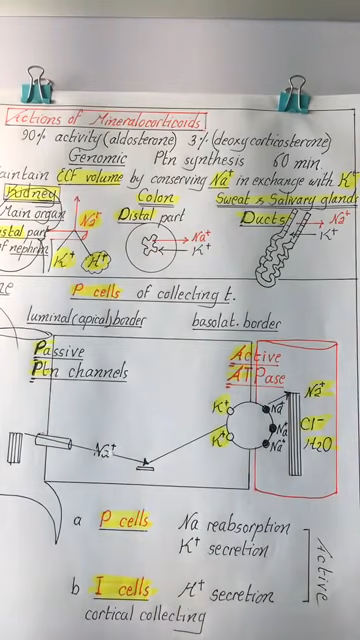 Actions of Mineralocorticoids
90% activity (aldosterone) 3% (deoxycorticosterone)
Genomic Ptn synthesis 60 min.
aintain ECF volume by conserving Na+ in exchange with K+
Kidney Colon Sweat & Salivary glands
Main organ Distal part Ducts
Na+
istal part
of nephron
K+ H+
Na+
K+
Na+
K+
P cells of collecting t.
luminal (apical) border basolat. border
Passive Active
Ptn channels ATPase
Na+
K+ Na+
K+ Na+ Cl-
Na+ H2O
Na+
a P cells Na reabsorption
K+ secretion
b I cells H+ secretion
cortical collecting
Active